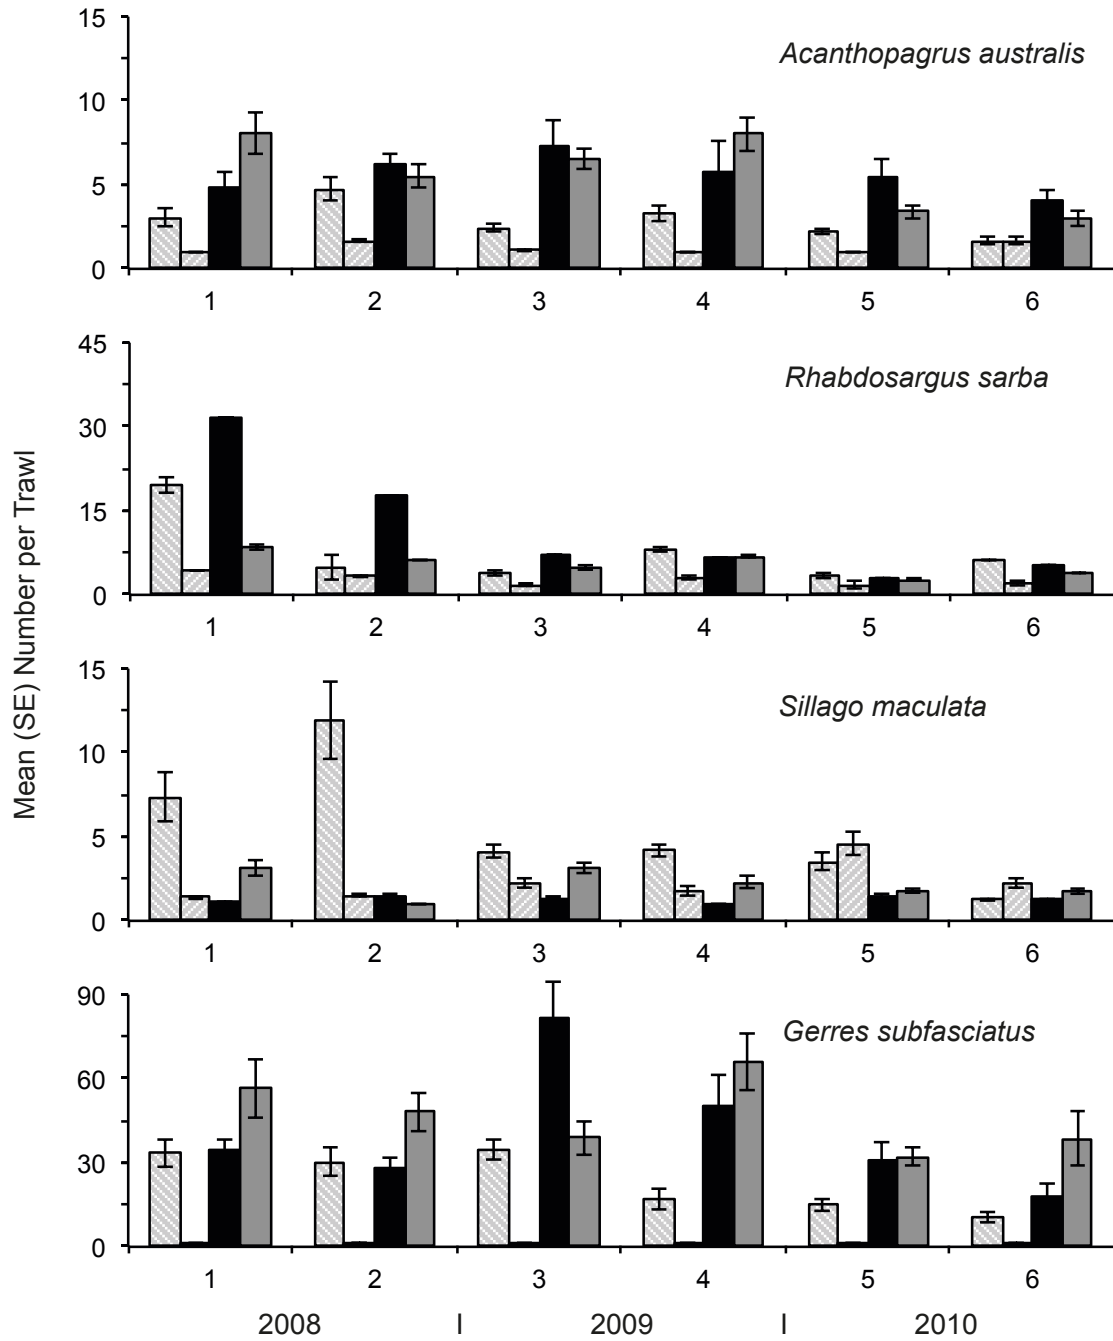 Mean (SE) Number per Trawl
Acanthopagrus australis
15
10
5
0
1 2 3 4 5 6
Rhabdosargus sarba
45
30
15
0
1 2 3 4 5 6
Sillago maculata
15
10
5
0
1 2 3 4 5 6
Gerres subfasciatus
90
60
30
0
1 2 3 4 5 6
2008 I 2009 I 2010